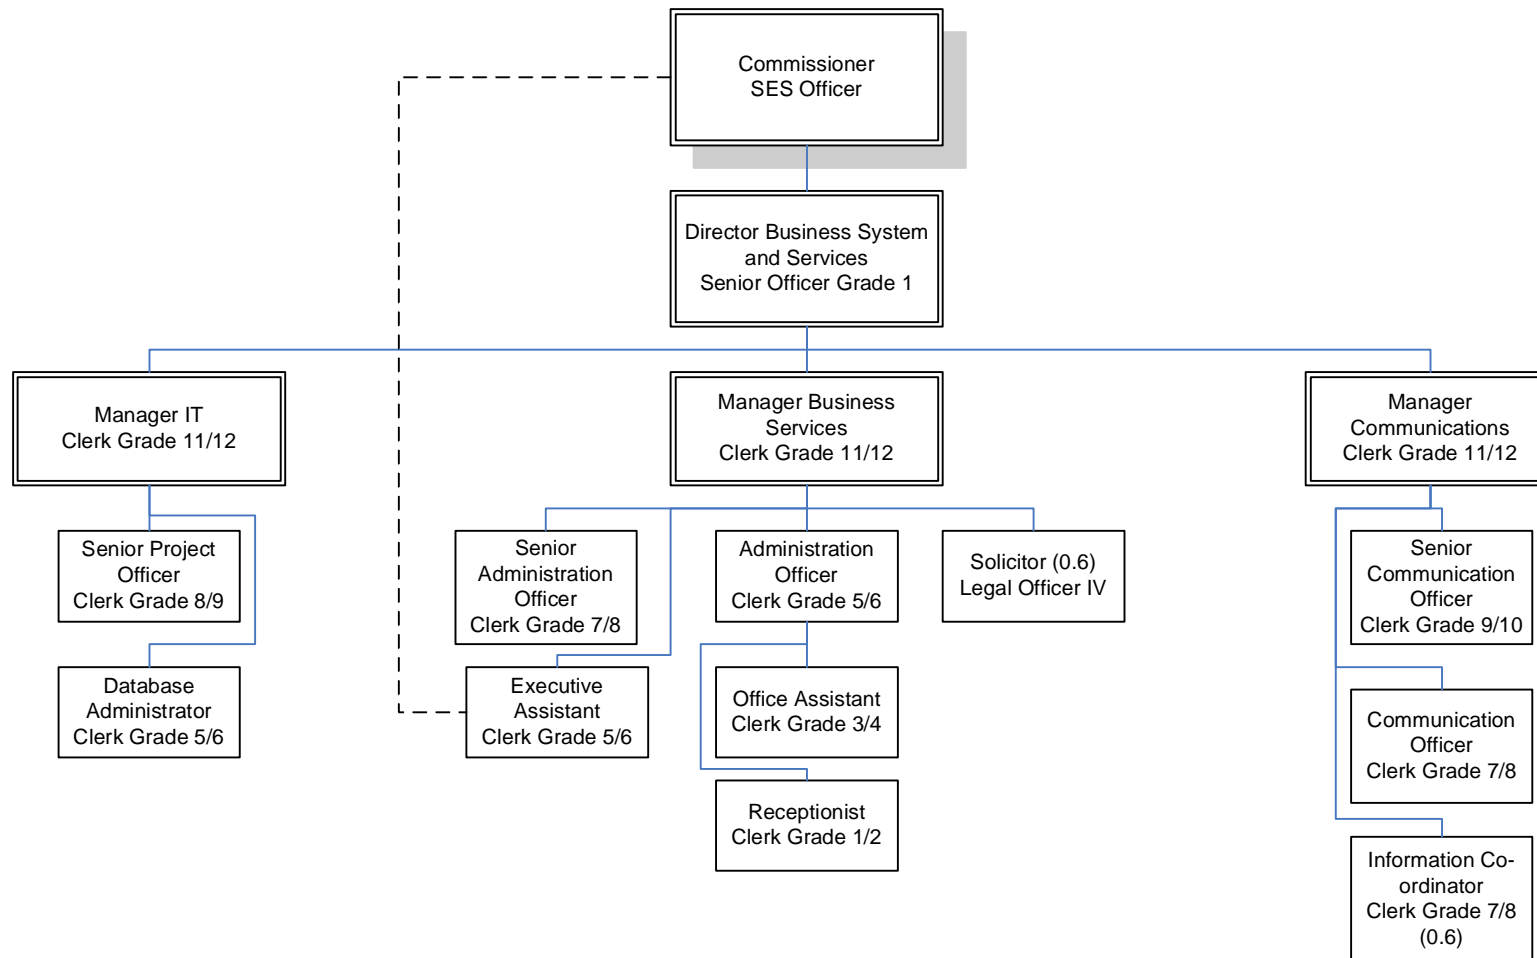 Commissioner
SES Officer
Director Business System
and Services
Senior Officer Grade 1
Manager IT
Clerk Grade 11/12
Manager Business
Services
Clerk Grade 11/12
Manager
Communications
Clerk Grade 11/12
Senior Project
Officer
Clerk Grade 8/9
Senior
Administration
Officer
Clerk Grade 7/8
Administration
Officer
Clerk Grade 5/6
Solicitor (0.6)
Legal Officer IV
Senior
Communication
Officer
Clerk Grade 9/10
Database
Administrator
Clerk Grade 5/6
Executive
Assistant
Clerk Grade 5/6
Office Assistant
Clerk Grade 3/4
Communication
Officer
Clerk Grade 7/8
Receptionist
Clerk Grade 1/2
Information Co-
ordinator
Clerk Grade 7/8
(0.6)